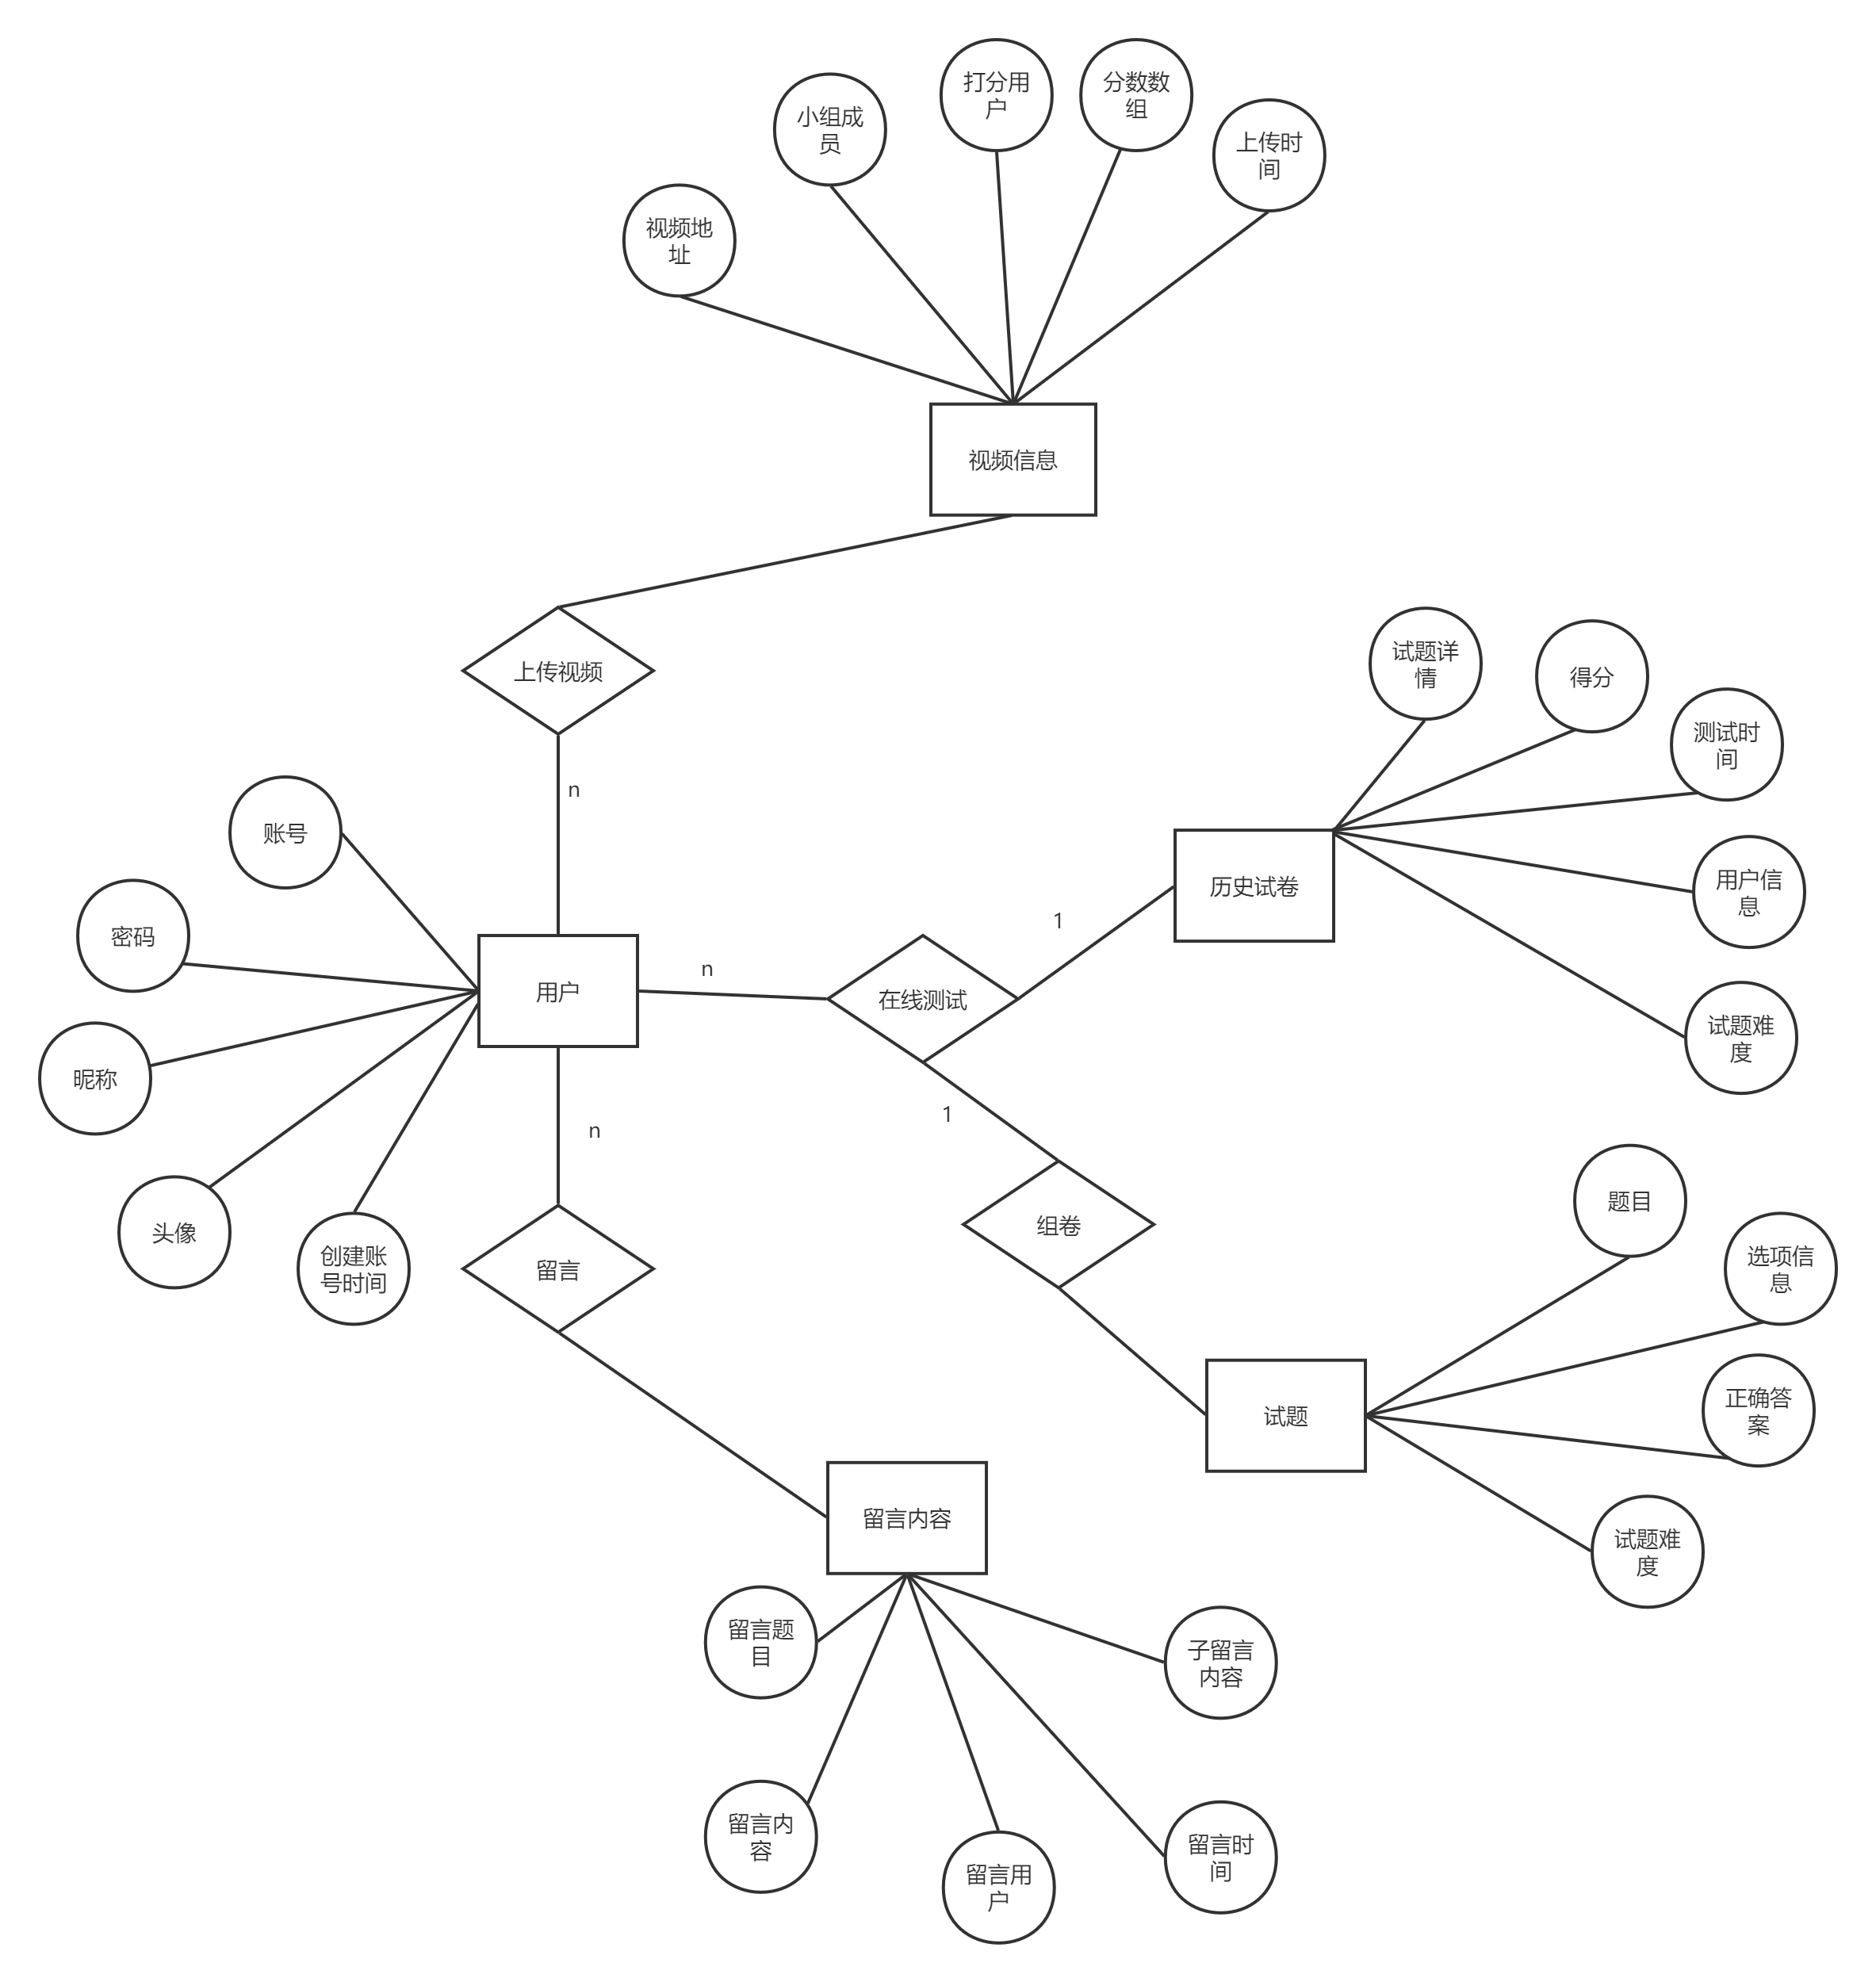 打分用
户
分数数
组
小组成
员
上传时
间
视频地
址
视频信息
上传视频
试题详
情
得分
测试时
间
n
账号
用户信
息
历史试卷
1
密码
n
用户
在线测试
试题难
度
昵称
1
n
题目
组卷
头像
创建账
号时间
留言
选项信
息
正确答
案
试题
留言内容
试题难
度
留言题
目
子留言
内容
留言内
容
留言时
间
留言用
户